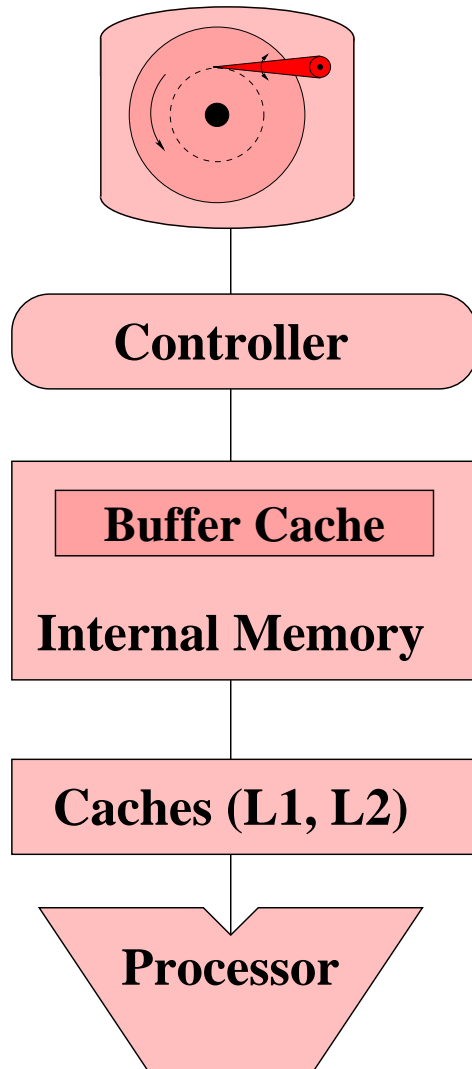 Controller
Buffer Cache
Internal Memory
Caches (L1, L2)
Processor